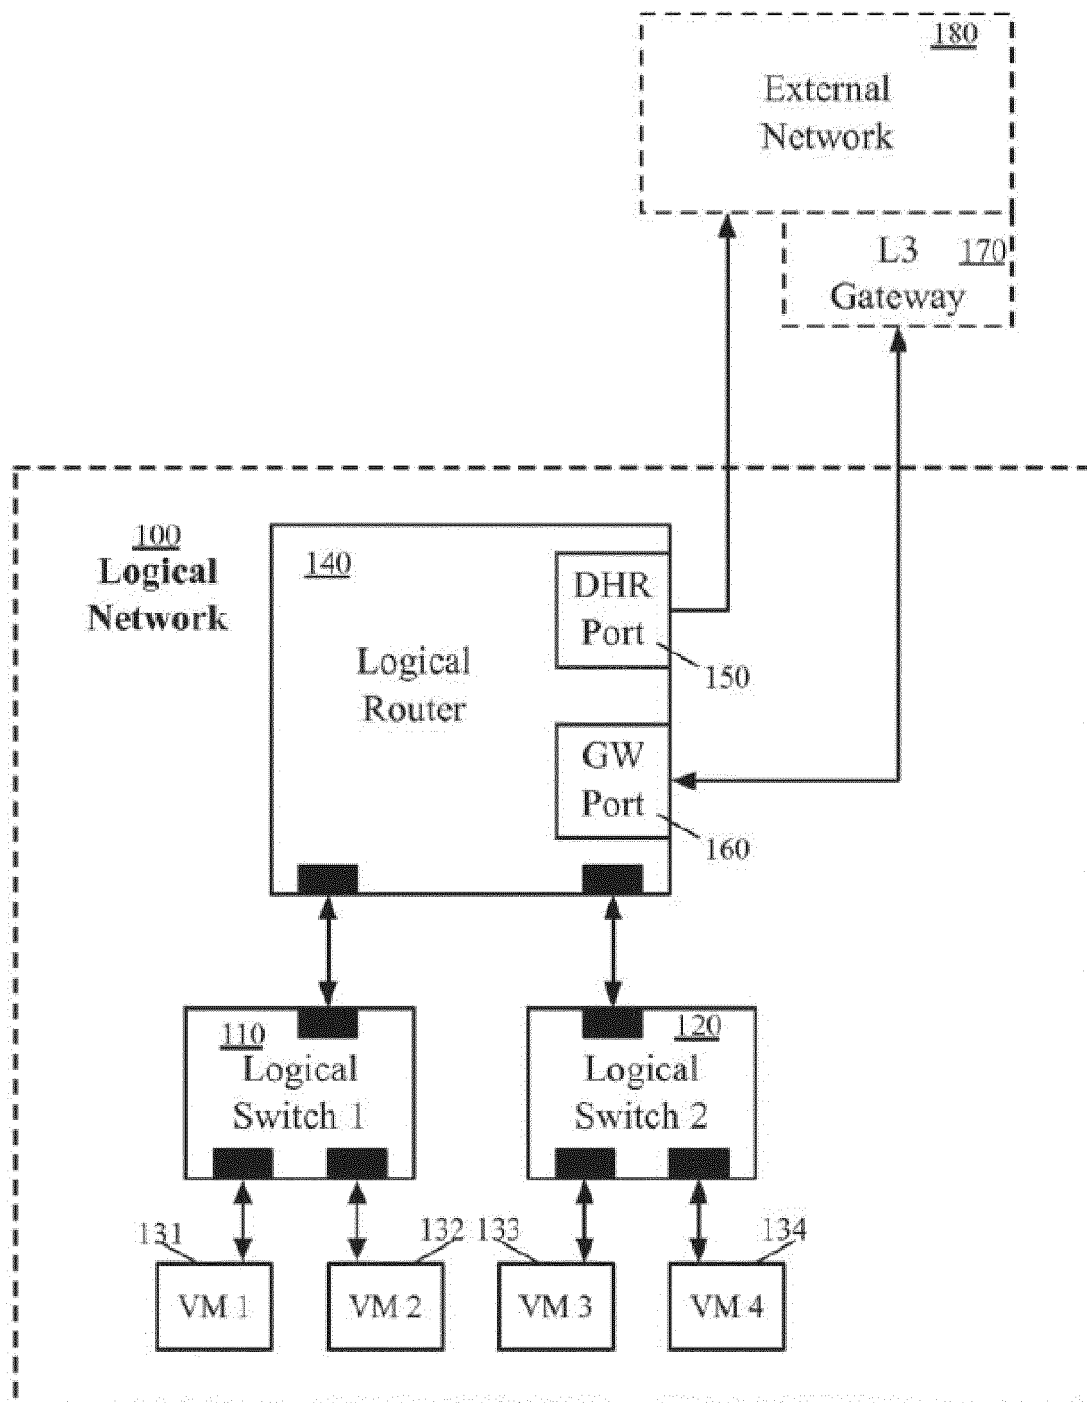 180
External
Network
L3
170
Gateway
100
Logical
Network
140
DHR
Port
150
Logical
Router
GW
Port
160
110
Logical
Switch 1
120
Logical
Switch 2
131
132
133
134
VM 1
VM 2
VM 3
VM 4